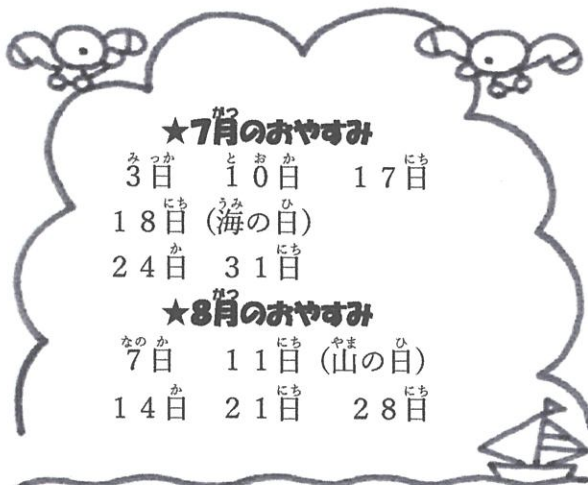 ★7月のおやすみ
3日 10日 17日
18日(海の日)
24日 31日
★8月のおやすみ
7日 11日(山の日)
14日 21日 28日